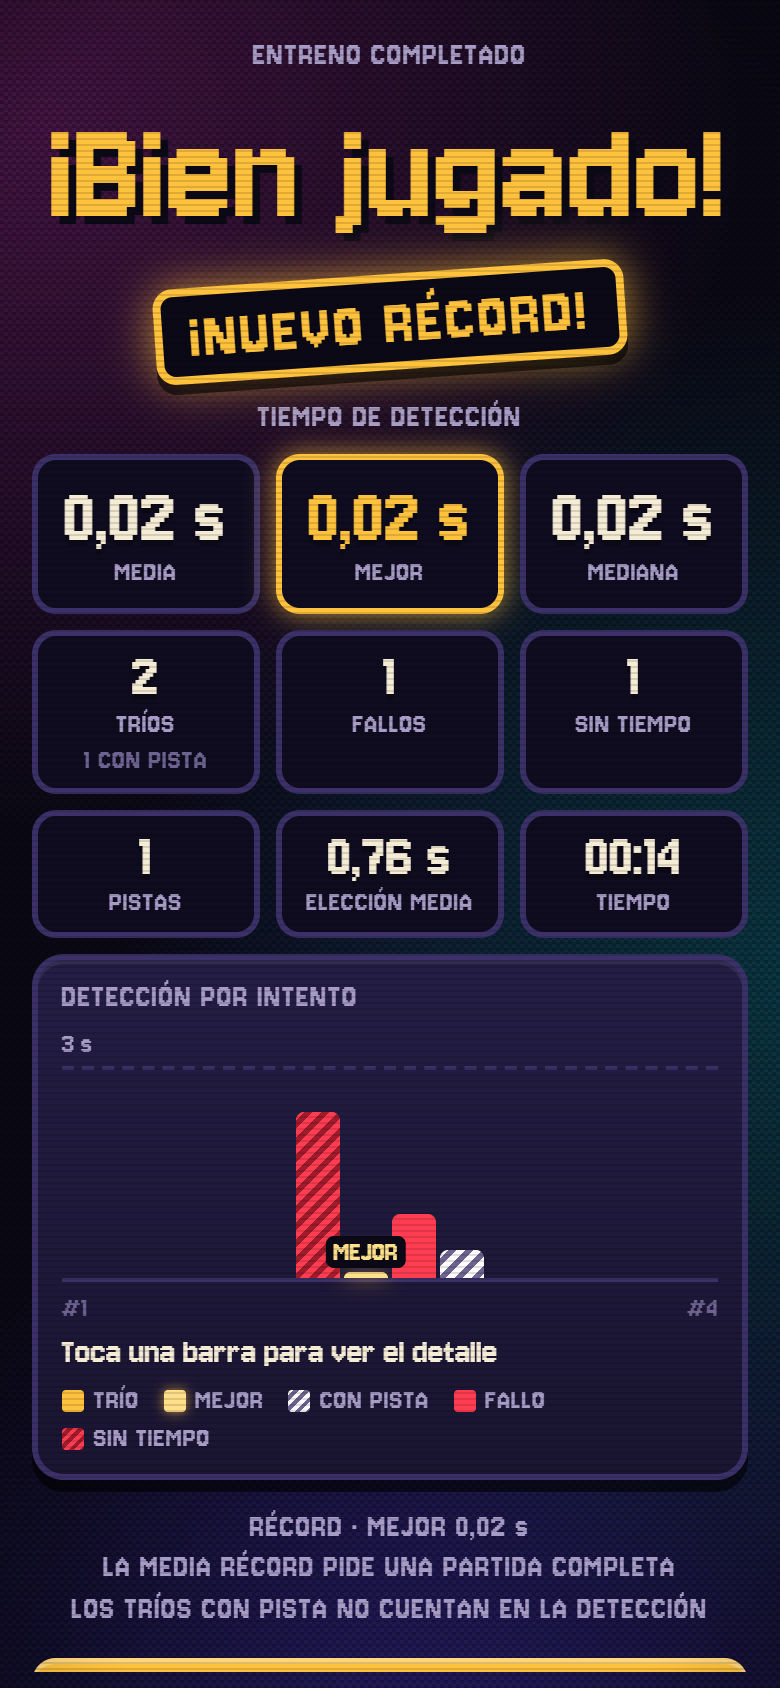 ENTRENO COMPLETADO
¡Bien jugado!
¡NUEVO RÉCORD!
TIEMPO DE DETECCIÓN
0,02 s
MEDIA
0,02 s
MEJOR
0,02 s
MEDIANA
2
TRÍOS
1 CON PISTA
1
FALLOS
1
SIN TIEMPO
1
PISTAS
0,76 s
ELECCIÓN MEDIA
00:14
TIEMPO
DETECCIÓN POR INTENTO
3 s
MEJOR
#1 #4
Toca una barra para ver el detalle
TRÍO MEJOR CON PISTA FALLO
SIN TIEMPO
RÉCORD · MEJOR 0,02 s
LA MEDIA RÉCORD PIDE UNA PARTIDA COMPLETA
LOS TRÍOS CON PISTA NO CUENTAN EN LA DETECCIÓN